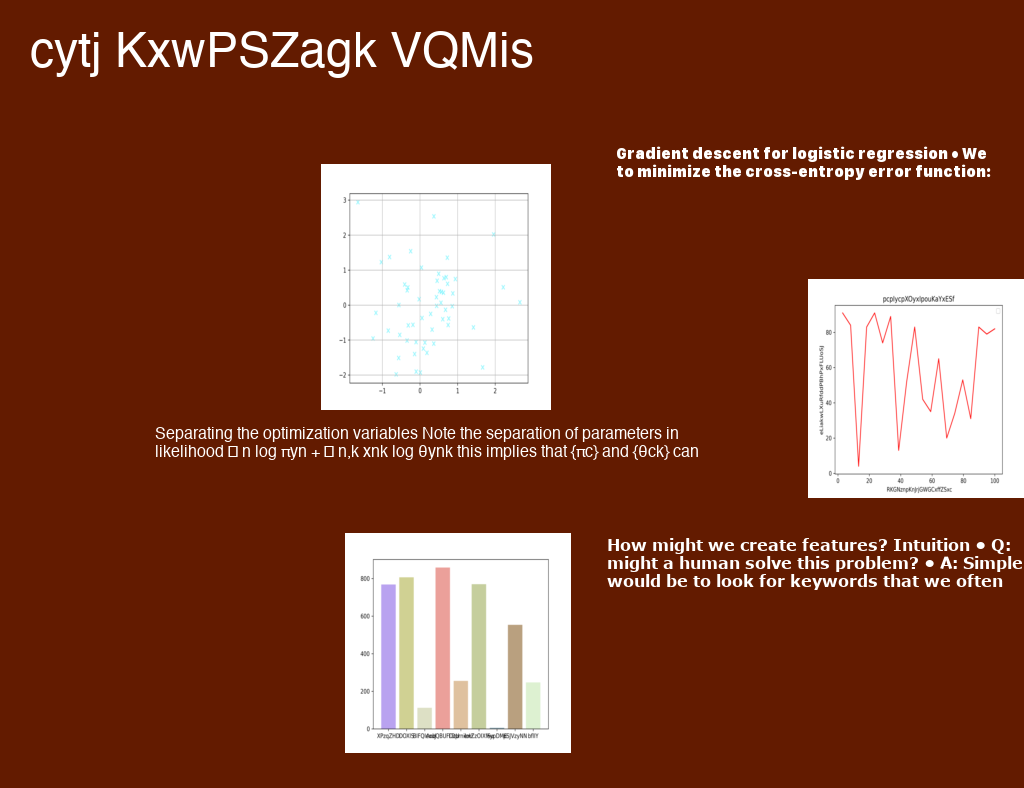 cytj KxwPSZagk VQMis
Gradient descent for logistic regression • We
to minimize the cross-entropy error function:
3
2
1
0
−1
−2
−1 0 1 2
Separating the optimization variables Note the separation of parameters in
likelihood □ n log πyn + □ n,k xnk log θynk this implies that {πc} and {θck} can
pcplycpXOyxIpouKaYxESf
80
60
40
20
0
0 20 40 60 80 100
How might we create features? Intuition • Q:
might a human solve this problem? • A: Simple
would be to look for keywords that we often
800
600
400
200
0